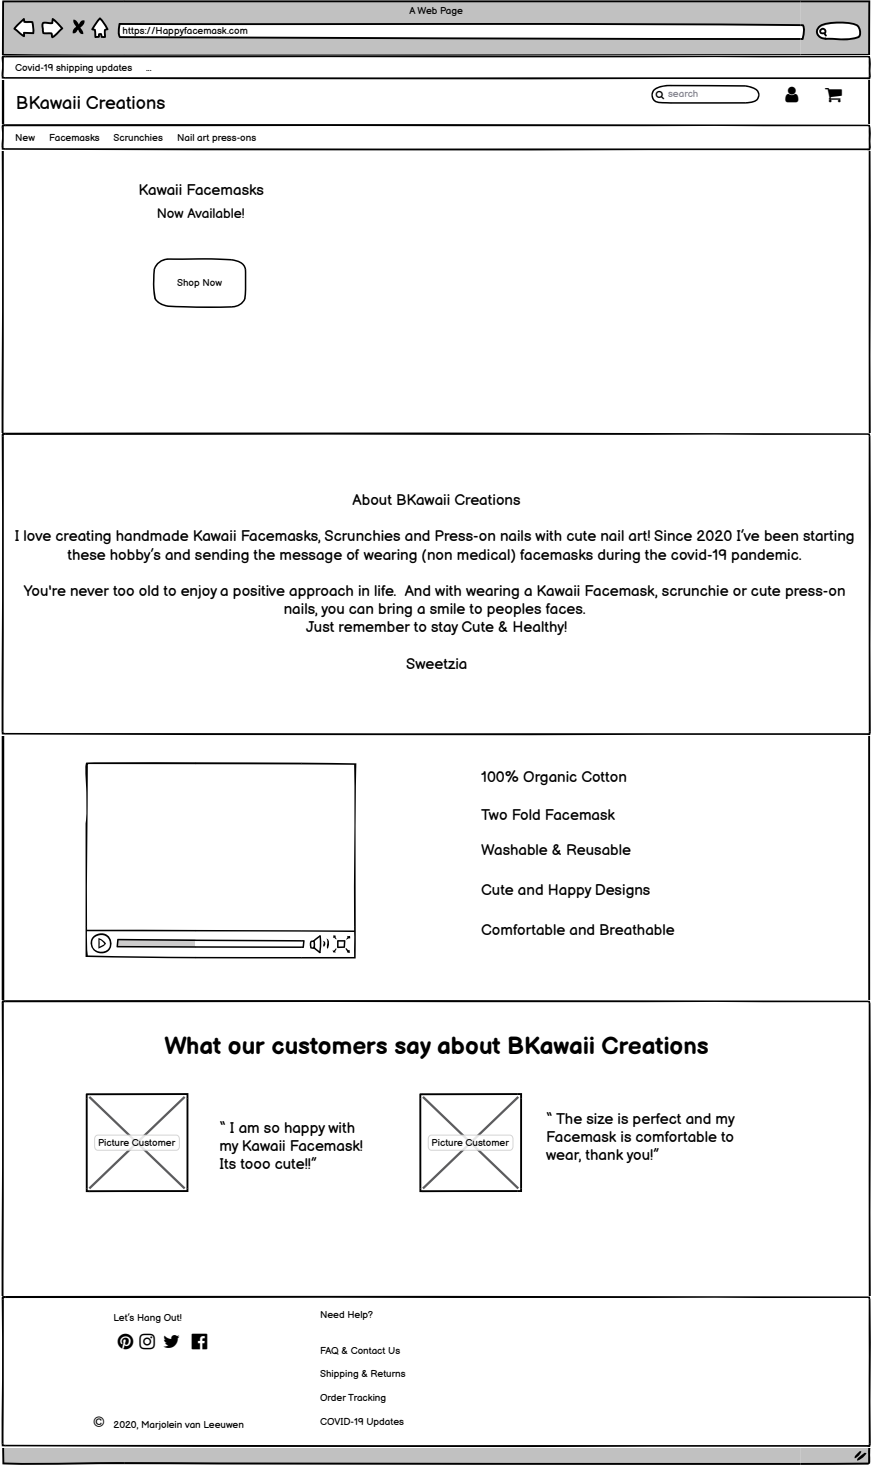 A Web Page
https://Happyfacemask.com
Covid-19 shipping updates ...
BKawaii Creations
search
New Facemasks Scrunchies Nail art press-ons
Kawaii Facemasks
Now Available!
Shop Now
About BKawaii Creations
I love creating handmade Kawaii Facemasks, Scrunchies and Press-on nails with cute nail art! Since 2020 I've been starting
these hobby's and sending the message of wearing (non medical) facemasks during the covid-19 pandemic.
You're never too old to enjoy a positive approach in life. And with wearing a Kawaii Facemask, scrunchie or cute press-on
nails, you can bring a smile to peoples faces.
Just remember to stay Cute & Healthy!
Sweetzia
100% Organic Cotton
Two Fold Facemask
Washable & Reusable
Cute and Happy Designs
Comfortable and Breathable
What our customers say about BKawaii Creations
Picture Customer
" I am so happy with
my Kawaii Facemask!
Its tooo cute!!"
Picture Customer
" The size is perfect and my
Facemask is comfortable to
wear, thank you!"
Let's Hang Out!
© 2020, Marjolein van Leeuwen
Need Help?
FAQ & Contact Us
Shipping & Returns
Order Tracking
COVID-19 Updates